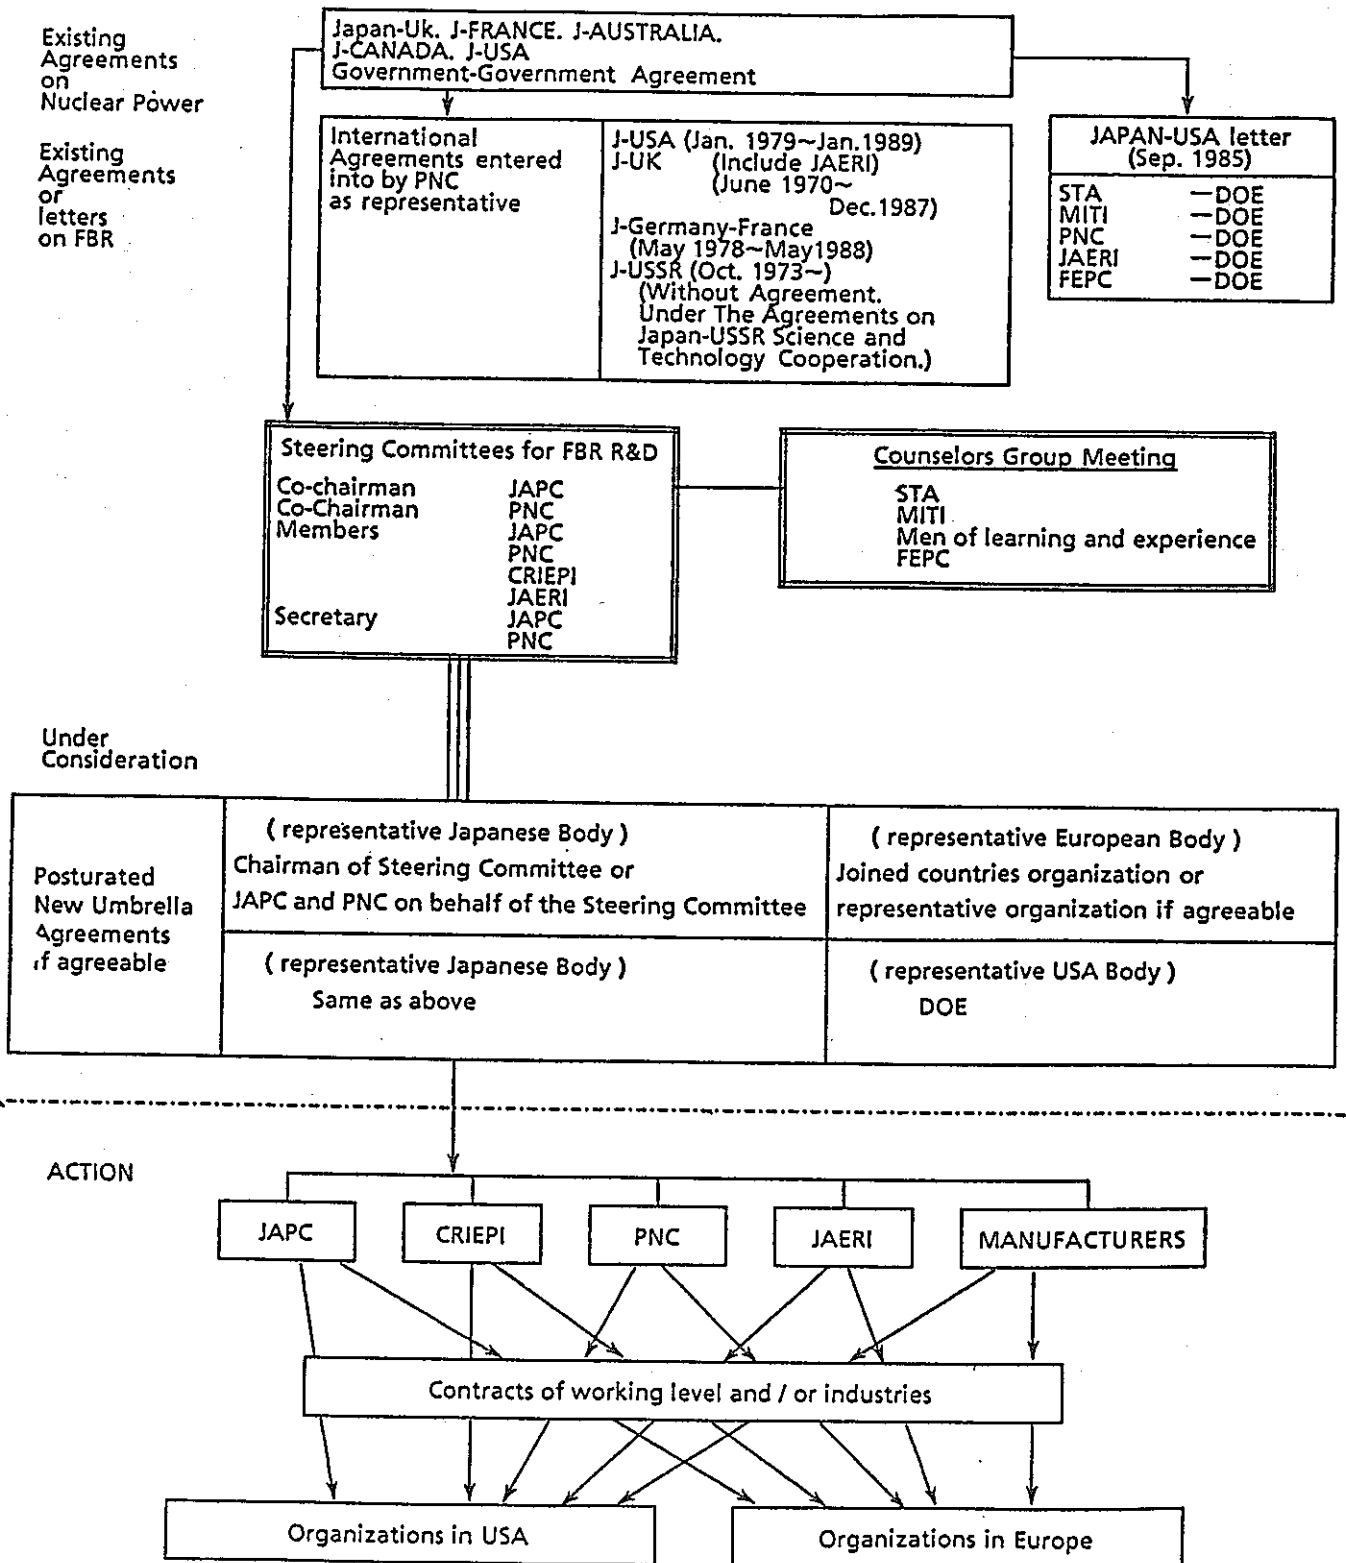 Existing
Agreements
on
Nuclear Power
Japan-Uk. J-FRANCE. J-AUSTRALIA.
J-CANADA. J-USA
Government-Government Agreement
Existing
Agreements
or
letters
on FBR
International
Agreements entered
into by PNC
as representative
J-USA (Jan. 1979~Jan.1989)
J-UK (Include JAERI)
(June 1970~
Dec.1987)
J-Germany-France
(May 1978~May1988)
J-USSR (Oct. 1973~)
(Without Agreement.
Under The Agreements on
Japan-USSR Science and
Technology Cooperation.)
JAPAN-USA letter
(Sep. 1985)
STA —DOE
MITI —DOE
PNC —DOE
JAERI —DOE
FEPC —DOE
Steering Committees for FBR R&D
Co-chairman JAPC
Co-Chairman PNC
Members JAPC
PNC
CRIEPI
JAERI
Secretary JAPC
PNC
Counselors Group Meeting
STA
MITI
Men of learning and experience
FEPC
Under
Consideration
Posturated
New Umbrella
Agreements
if agreeable
( representative Japanese Body )
Chairman of Steering Committee or
JAPC and PNC on behalf of the Steering Committee
( representative European Body )
Joined countries organization or
representative organization if agreeable
( representative Japanese Body )
Same as above
( representative USA Body )
DOE
ACTION
JAPC CRIEPI PNC JAERI MANUFACTURERS
Contracts of working level and / or industries
Organizations in USA Organizations in Europe